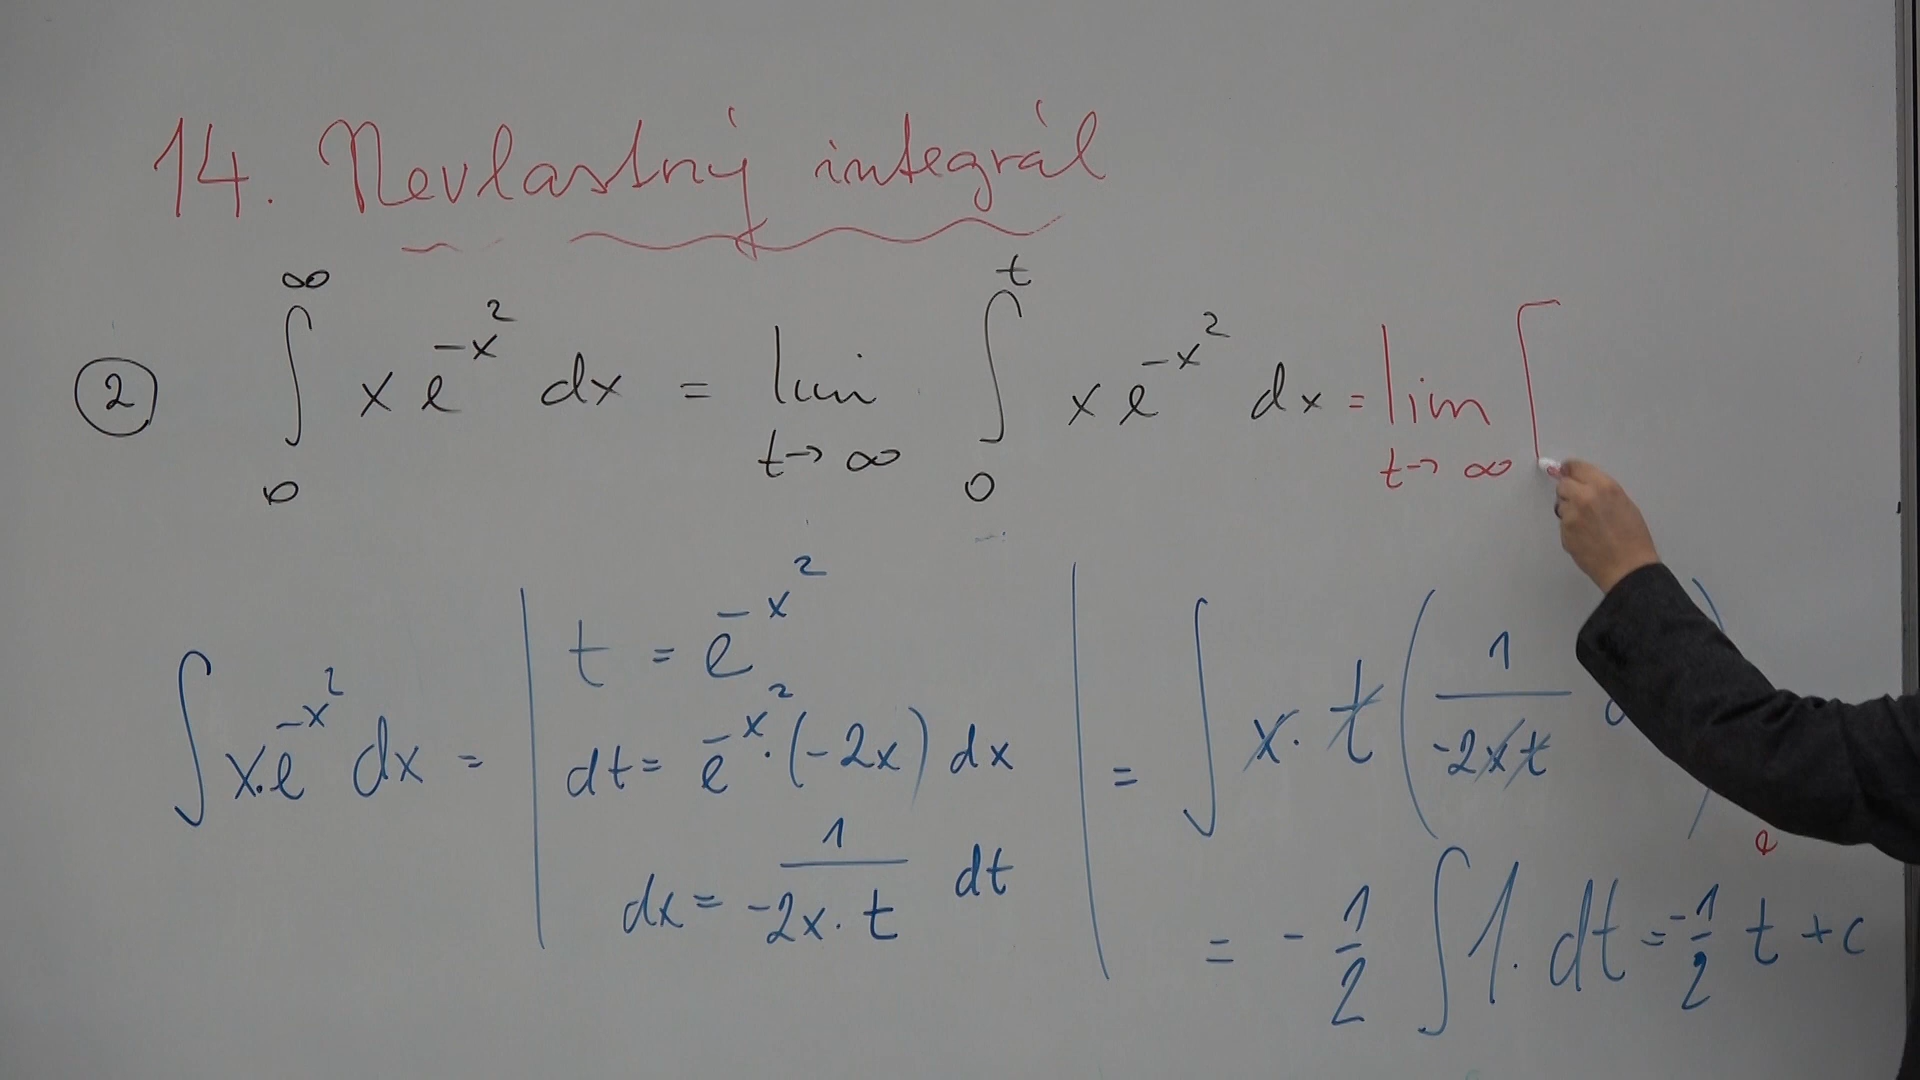 14. Nevlastný integrál
② ∫₀^∞ x e^{-x²} dx = lim_{t→∞} ∫₀^t x e^{-x²} dx = lim_{t→∞} [
∫ x.e^{-x²} dx = | t = e^{-x²} | = ∫ x. t ( 1/(-2xt)
dt = e^{-x²}.(-2x) dx
dx = 1/(-2x. t) dt
= - 1/2 ∫ 1. dt = -1/2 t + c